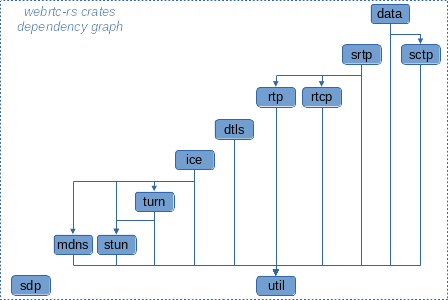 webrtc-rs crates
dependency graph
data
srtp
sctp
rtp
rtcp
dtls
ice
turn
mdns
stun
sdp
util